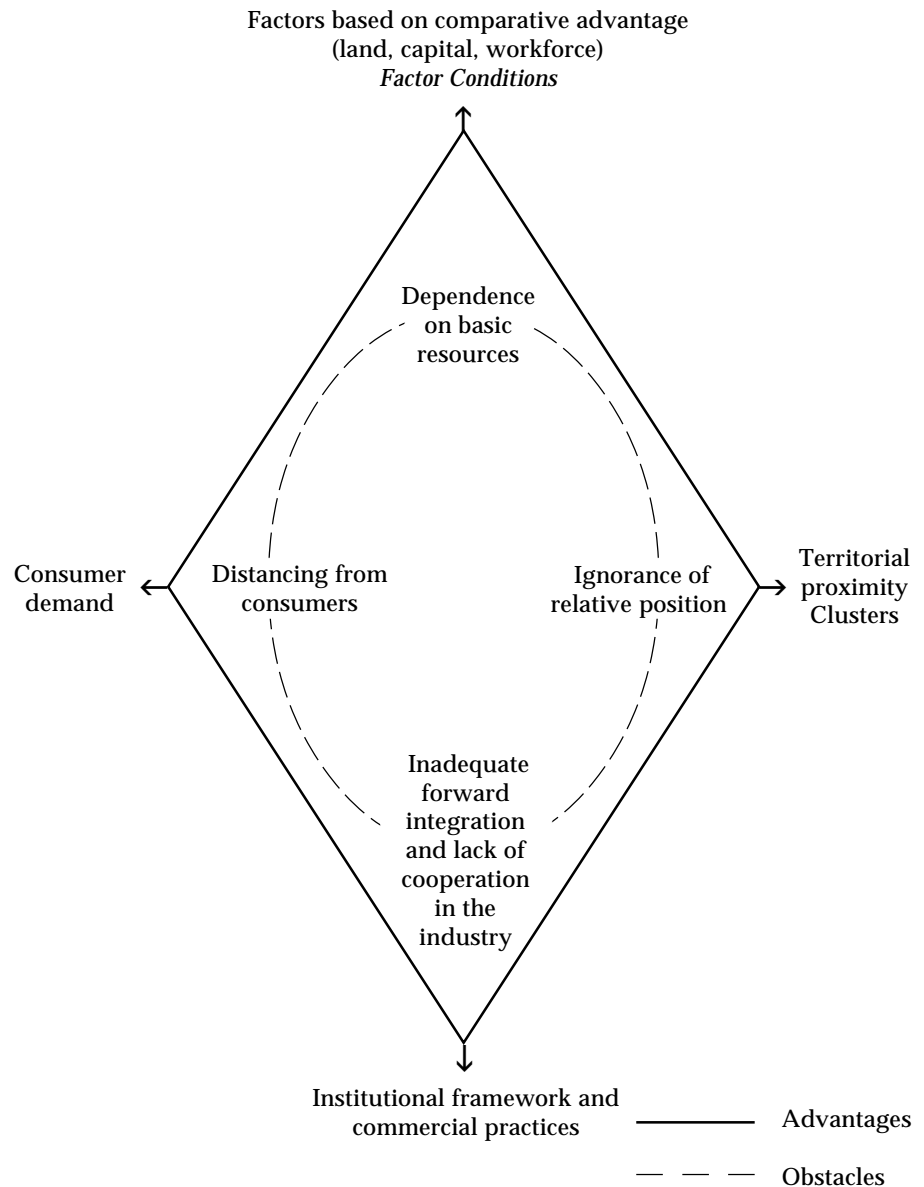 Factors based on comparative advantage
(land, capital, workforce)
Factor Conditions
Dependence
on basic
resources
Consumer
demand
Distancing from
consumers
Ignorance of
relative position
Territorial
proximity
Clusters
Inadequate
forward
integration
and lack of
cooperation
in the
industry
Institutional framework and
commercial practices
Advantages
Obstacles